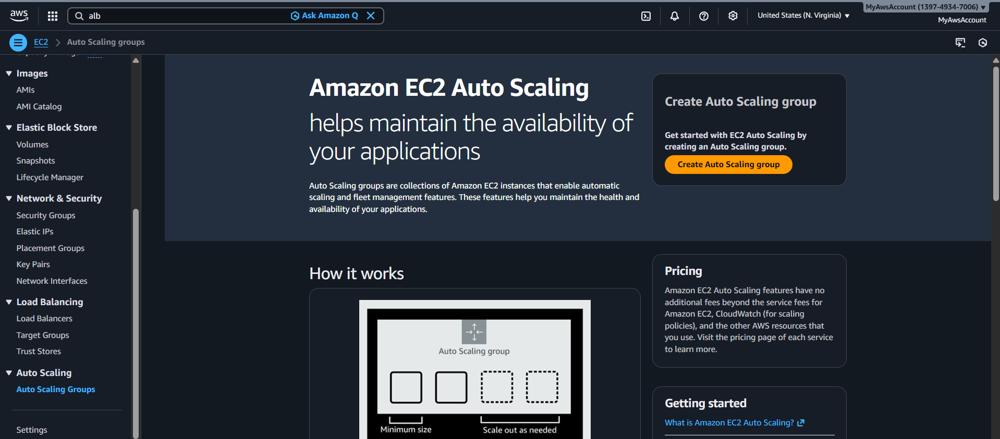 aws
alb
Ask Amazon Q
United States (N. Virginia)
MyAwsAccount (1397-4934-7006)
MyAwsAccount
EC2
Auto Scaling groups
Images
AMIs
AMI Catalog
Elastic Block Store
Volumes
Snapshots
Lifecycle Manager
Network & Security
Security Groups
Elastic IPs
Placement Groups
Key Pairs
Network Interfaces
Load Balancing
Load Balancers
Target Groups
Trust Stores
Auto Scaling
Auto Scaling Groups
Settings
Amazon EC2 Auto Scaling
helps maintain the availability of
your applications
Auto Scaling groups are collections of Amazon EC2 instances that enable automatic
scaling and fleet management features. These features help you maintain the health and
availability of your applications.
Create Auto Scaling group
Get started with EC2 Auto Scaling by
creating an Auto Scaling group.
Create Auto Scaling group
How it works
Auto Scaling group
Minimum size
Scale out as needed
Pricing
Amazon EC2 Auto Scaling features have no
additional fees beyond the service fees for
Amazon EC2, CloudWatch (for scaling
policies), and the other AWS resources that
you use. Visit the pricing page of each service
to learn more.
Getting started
What is Amazon EC2 Auto Scaling?